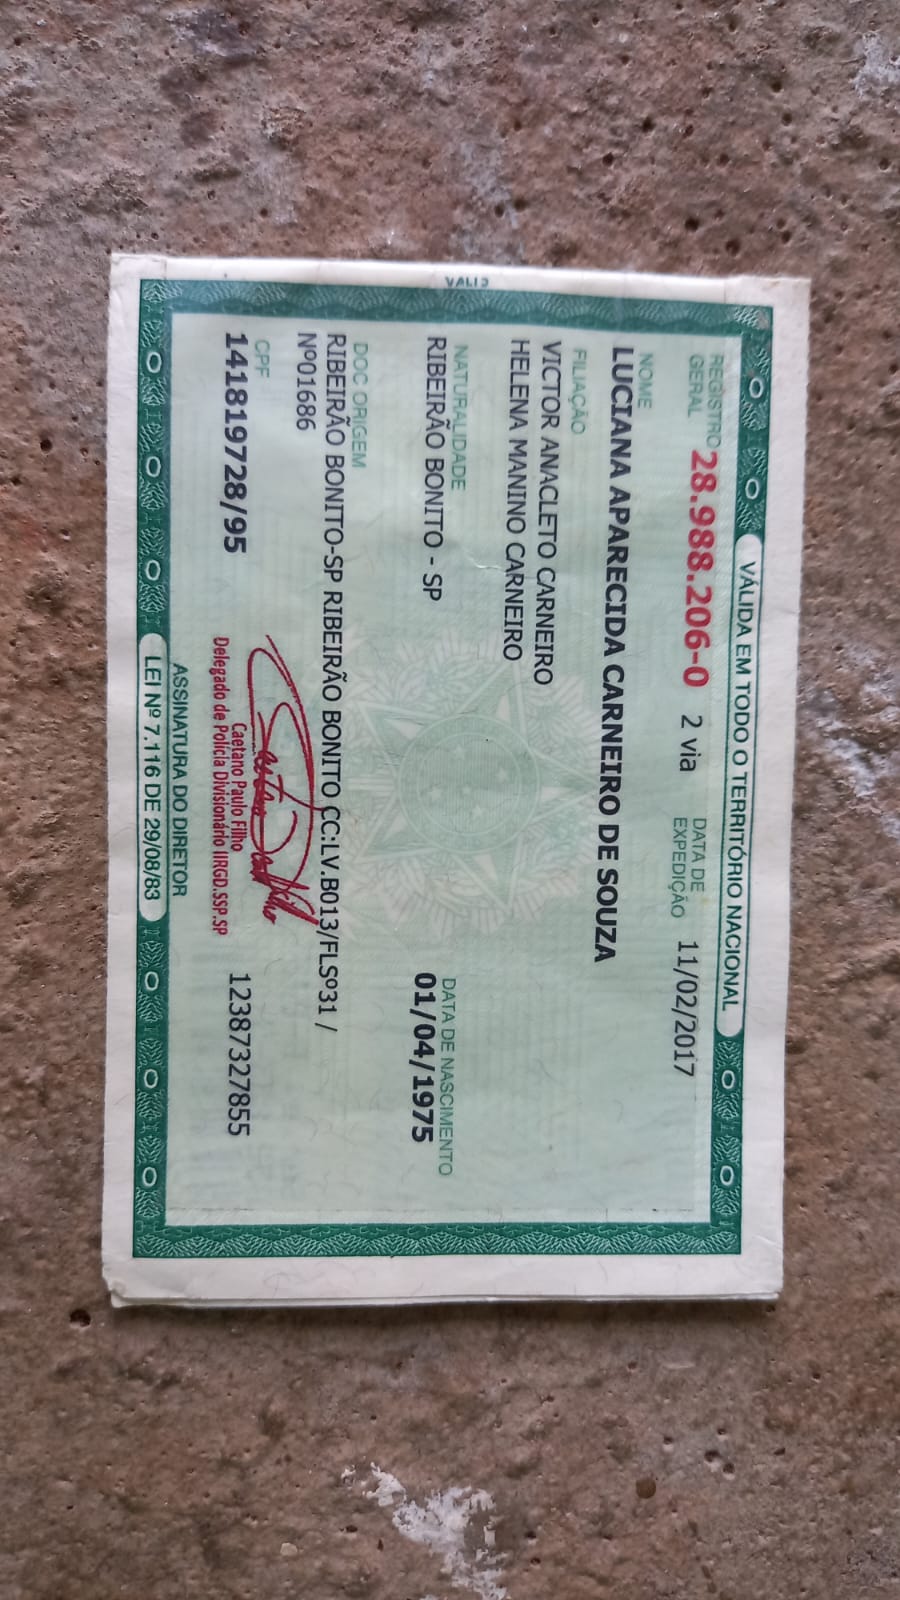 VALID
VÁLIDA EM TODO O TERRITÓRIO NACIONAL
REGISTRO GERAL 28.988.206-0 2 via DATA DE EXPEDIÇÃO 11/02/2017
NOME
LUCIANA APARECIDA CARNEIRO DE SOUZA
FILIAÇÃO
VICTOR ANACLETO CARNEIRO
HELENA MANINO CARNEIRO
NATURALIDADE DATA DE NASCIMENTO
RIBEIRÃO BONITO - SP 01/04/1975
DOC ORIGEM
RIBEIRÃO BONITO-SP RIBEIRÃO BONITO CC:LV.B013/FLSº31 /
Nº01686
CPF
141819728/95 12387327855
Caetano Paulo Filho
Delegado de Polícia Divisionário IIRGD.SSP.SP
ASSINATURA DO DIRETOR
LEI Nº 7.116 DE 29/08/83